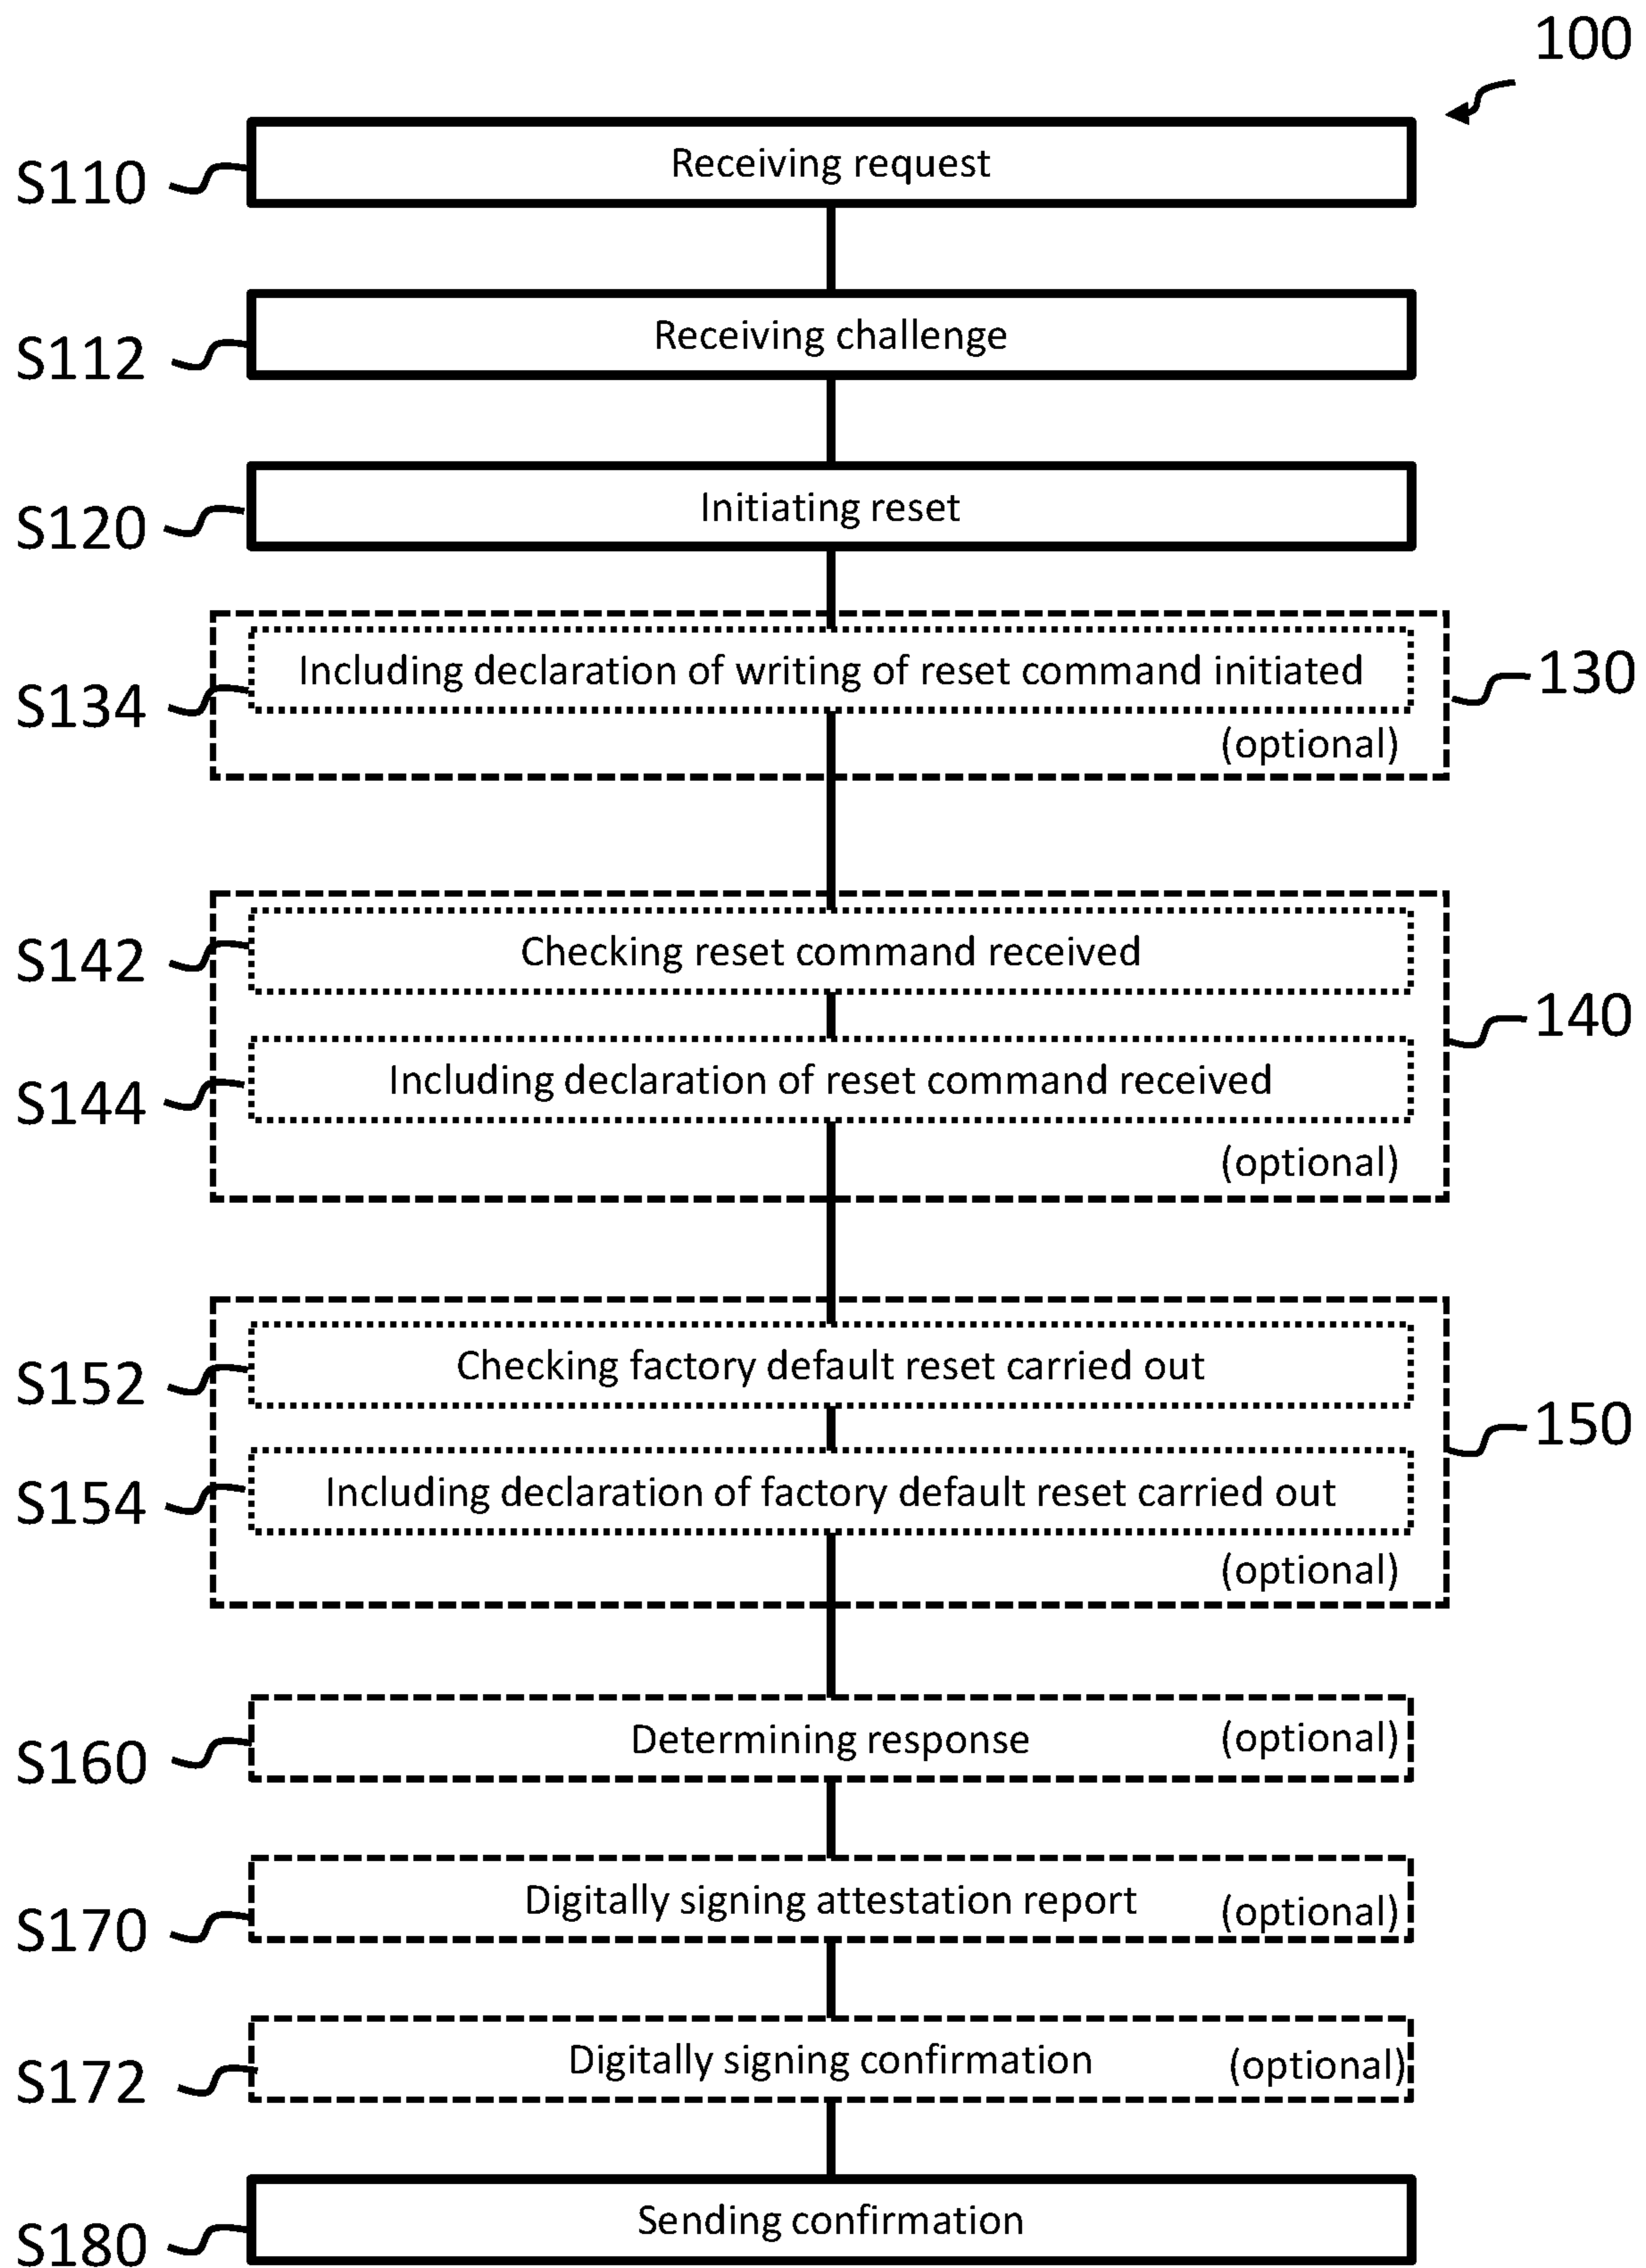 100
S110
Receiving request
S112
Receiving challenge
S120
Initiating reset
S134
Including declaration of writing of reset command initiated
(optional)
130
S142
Checking reset command received
S144
Including declaration of reset command received
(optional)
140
S152
Checking factory default reset carried out
S154
Including declaration of factory default reset carried out
(optional)
150
S160
Determining response (optional)
S170
Digitally signing attestation report (optional)
S172
Digitally signing confirmation (optional)
S180
Sending confirmation